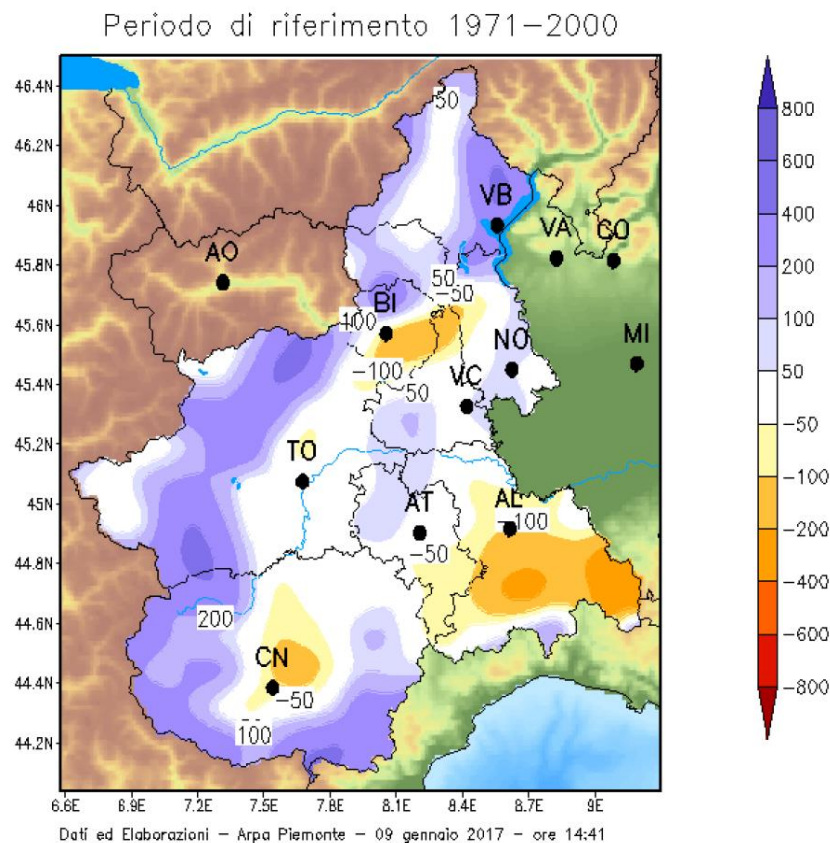 Periodo di riferimento 1971-2000
46.4N
46.2N
46N
45.8N
45.6N
45.4N
45.2N
45N
44.8N
44.6N
44.4N
44.2N
50
VB
VA
CO
AO
50
-50
100
BI
-100
NO
MI
50
VC
TO
AT
-50
AL
-100
200
CN
-50
100
6.6E
6.9E
7.2E
7.5E
7.8E
8.1E
8.4E
8.7E
9E
800
600
400
200
100
50
-50
-100
-200
-400
-600
-800
Dati ed Elaborazioni - Arpa Piemonte - 09 gennaio 2017 - ore 14:41